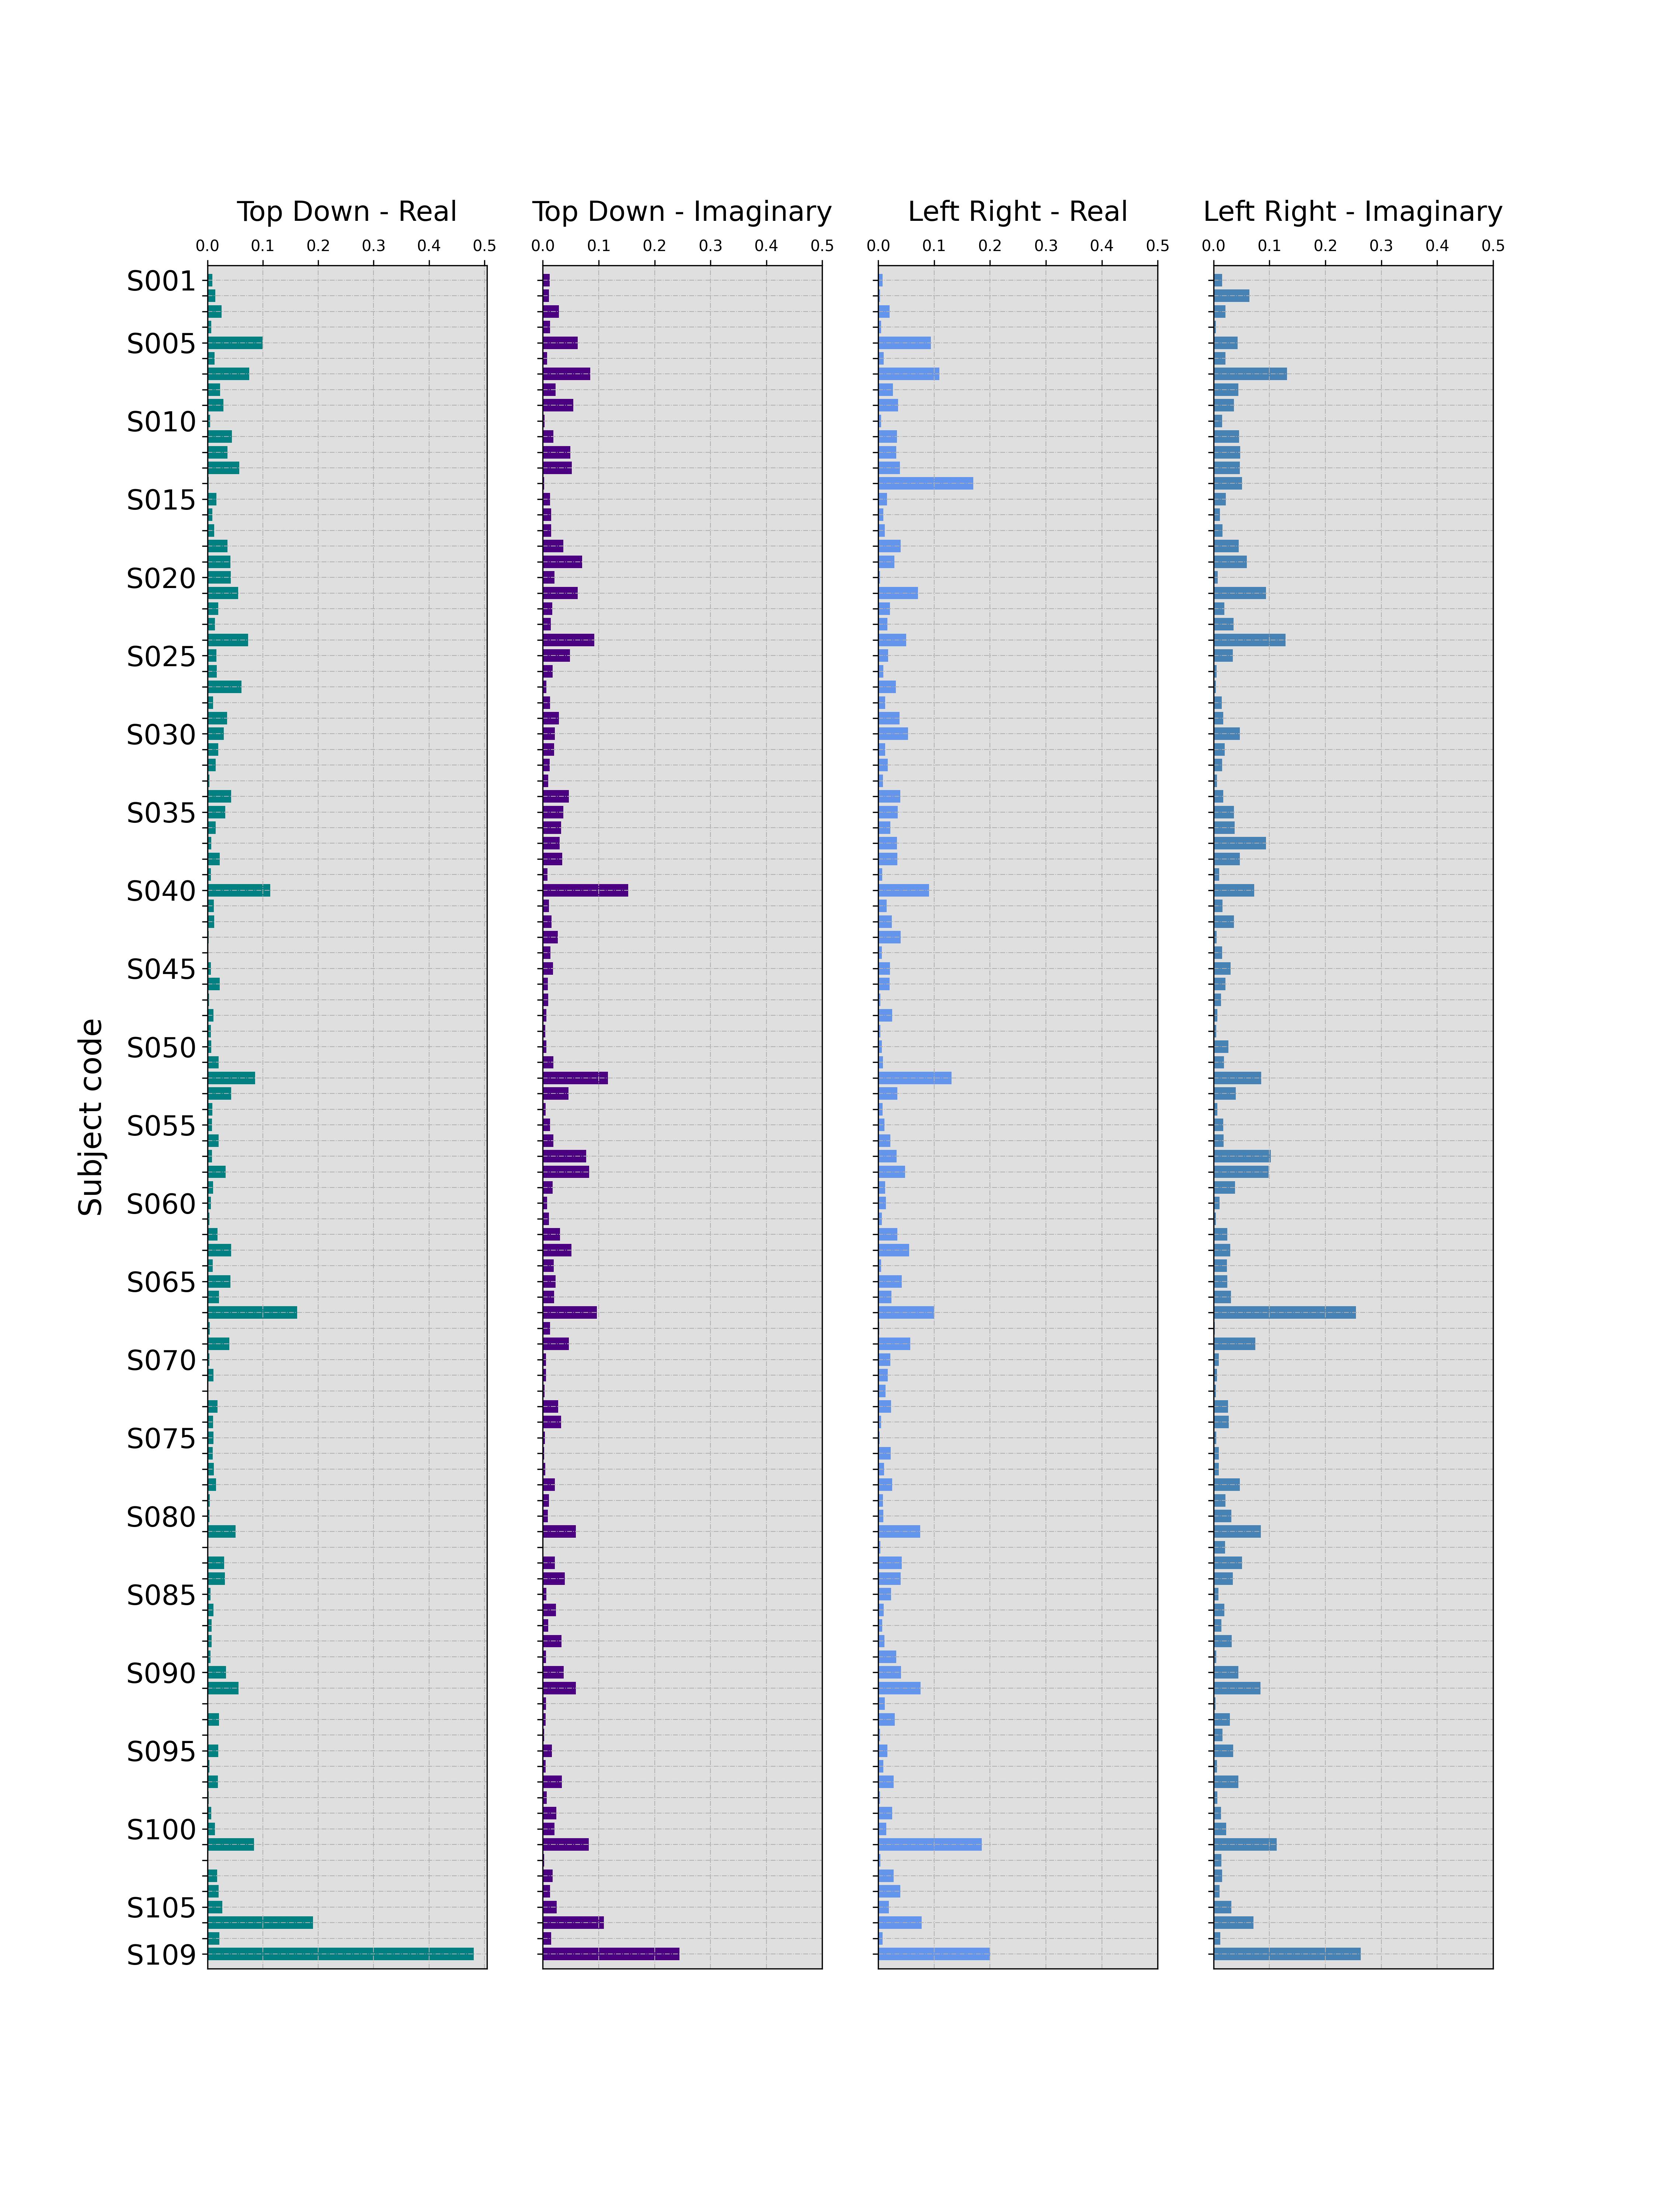 Top Down - Real
Top Down - Imaginary
Left Right - Real
Left Right - Imaginary
0.0 0.1 0.2 0.3 0.4 0.5
0.0 0.1 0.2 0.3 0.4 0.5
0.0 0.1 0.2 0.3 0.4 0.5
0.0 0.1 0.2 0.3 0.4 0.5
Subject code
S001
S005
S010
S015
S020
S025
S030
S035
S040
S045
S050
S055
S060
S065
S070
S075
S080
S085
S090
S095
S100
S105
S109